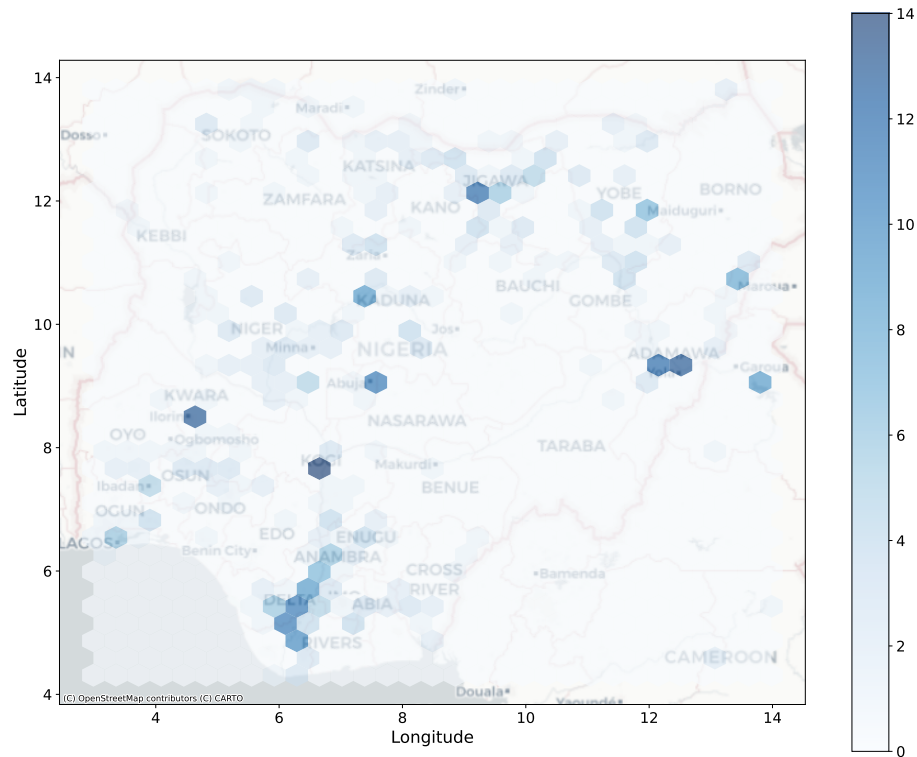 14
14
Zinder
Maradi
Dosso
SOKOTO
12
KATSINA
JIGAWA
12
ZAMFARA
YOBE
BORNO
KANO
Maiduguri
KEBBI
Zaria
10
BAUCHI
Maroua
KADUNA
GOMBE
10
NIGER
Jos
Minna
NIGERIA
ADAMAWA
N
8
Garoua
Abuja
KWARA
Ilorin
NASARAWA
OYO
Ogbomosho
TARABA
8
KOGI
Makurdi
6
OSUN
Ibadan
BENUE
OGUN
ONDO
EDO
ENUGU
LAGOS
Benin City
ANAMBRA
4
6
CROSS
RIVER
Bamenda
DELTA
IMO
ABIA
RIVERS
2
CAMEROON
4
Douala
(C) OpenStreetMap contributors (C) CARTO
Yaoundé
4
6
8
10
12
14
Longitude
Latitude
0